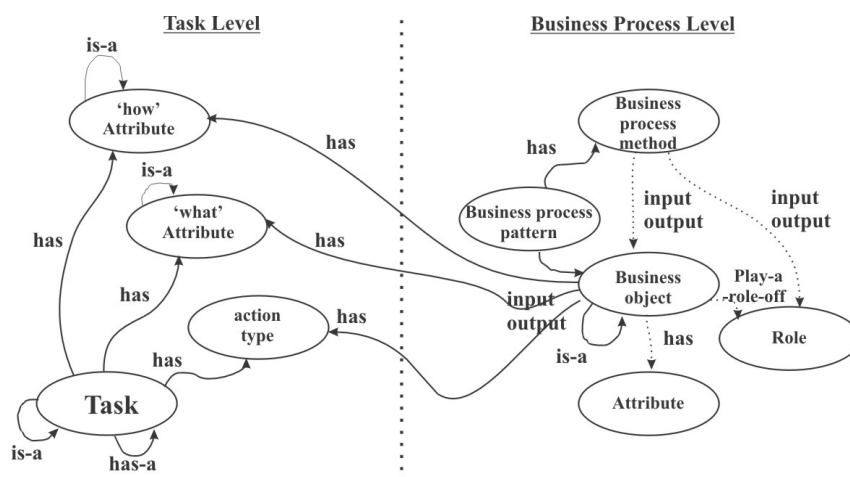 Task Level
Business Process Level
is-a
'how'
Attribute
Business
process
method
has
has
is-a
'what'
Attribute
Business process
pattern
input
output
input
output
has
has
has
Business
object
Play-a
-role-off
action
type
has
input
output
is-a
has
Role
has
Task
Attribute
is-a
has-a